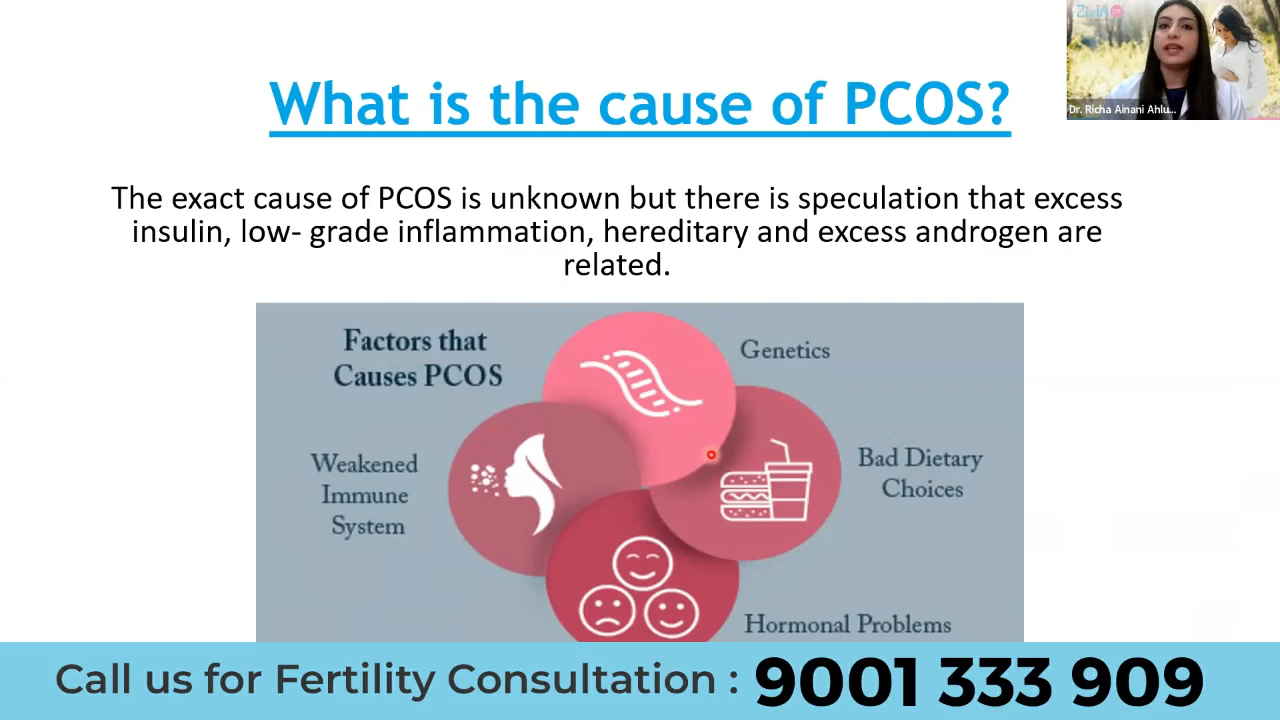 What is the cause of PCOS?
Dr. Richa Ainani Ahlu...
The exact cause of PCOS is unknown but there is speculation that excess
insulin, low- grade inflammation, hereditary and excess androgen are
related.
Factors that
Causes PCOS
Genetics
Weakened
Immune
System
Bad Dietary
Choices
Hormonal Problems
Call us for Fertility Consultation : 9001 333 909